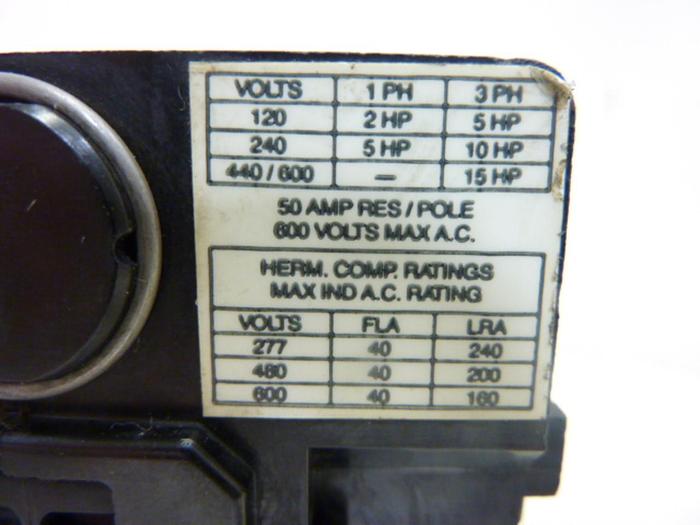 VOLTS 1 PH 3 PH
120 2 HP 5 HP
240 5 HP 10 HP
440 / 600 – 15 HP
50 AMP RES / POLE
600 VOLTS MAX A.C.
HERM. COMP. RATINGS
MAX IND A.C. RATING
VOLTS FLA LRA
277 40 240
480 40 200
600 40 160